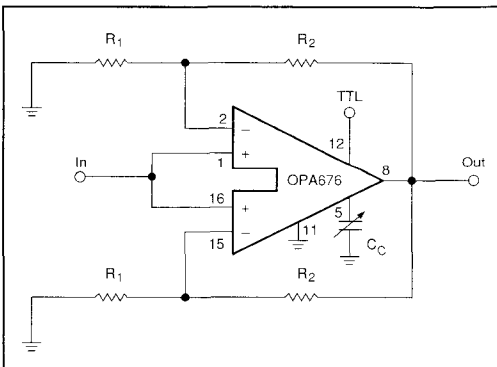 R1 R2
TTL
2 −
12
1 +
In
OPA676
8
Out
16 +
5
15 −
11
CC
R1 R2